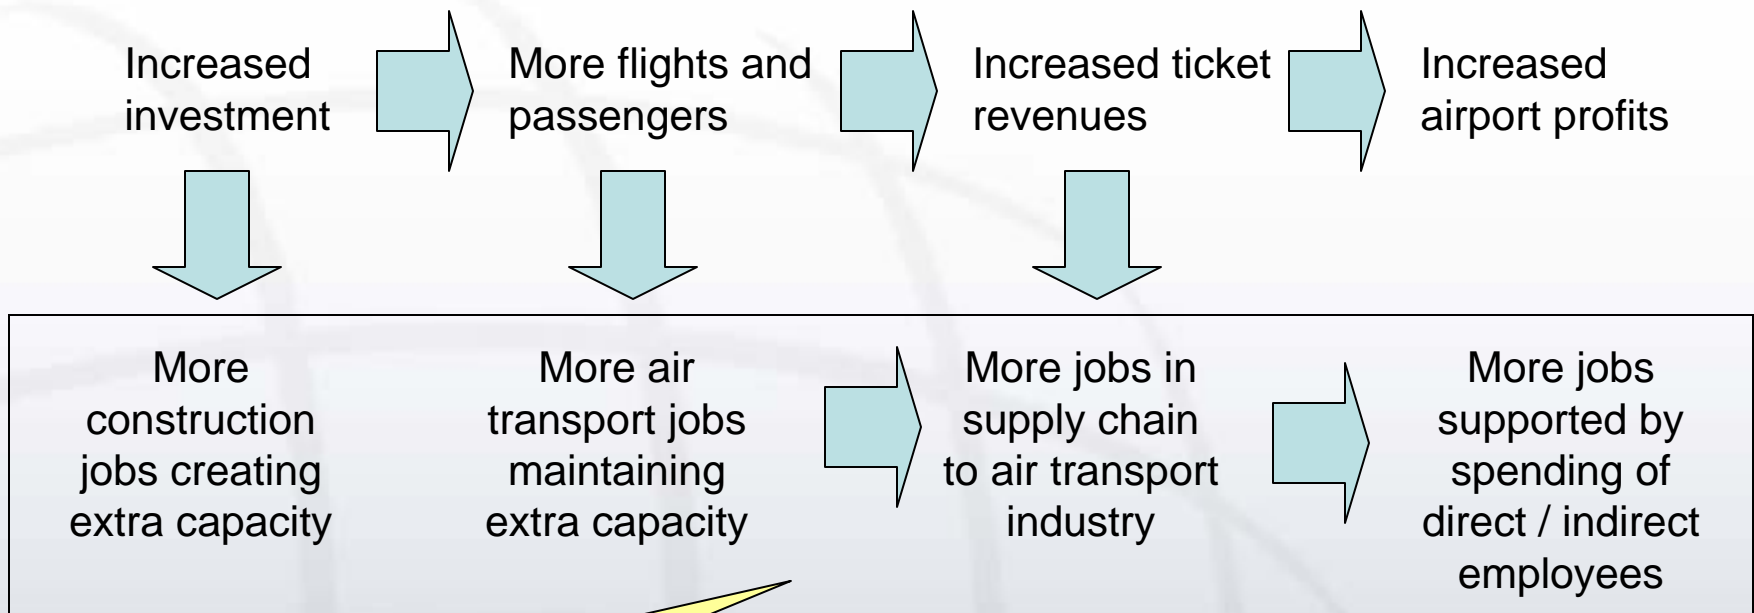 Increased
investment
More flights and
passengers
Increased ticket
revenues
Increased
airport profits
More
construction
jobs creating
extra capacity
More air
transport jobs
maintaining
extra capacity
More jobs in
supply chain
to air transport
industry
More jobs
supported by
spending of
direct / indirect
employees